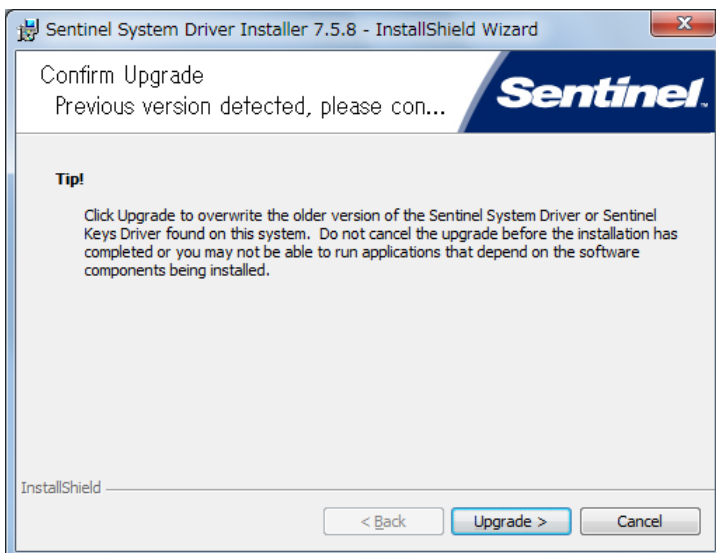 Sentinel System Driver Installer 7.5.8 - InstallShield Wizard
Confirm Upgrade
Previous version detected, please con...
Sentinel.
Tip!
Click Upgrade to overwrite the older version of the Sentinel System Driver or Sentinel
Keys Driver found on this system. Do not cancel the upgrade before the installation has
completed or you may not be able to run applications that depend on the software
components being installed.
InstallShield
< Back
Upgrade >
Cancel